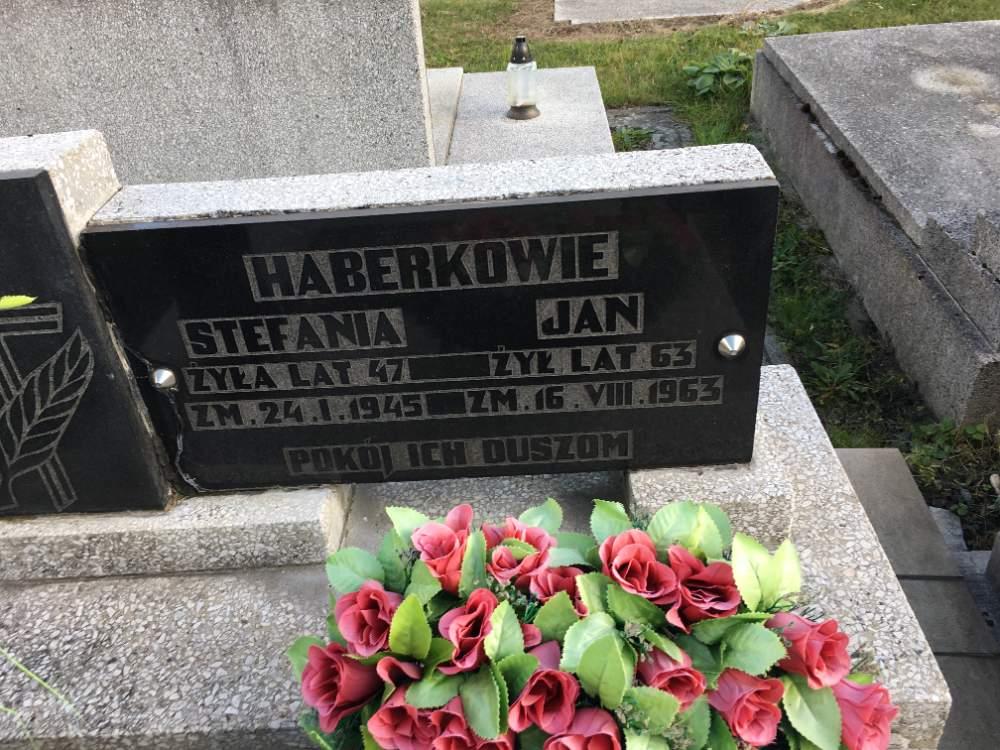 HABERKOWIE
STEFANIA JAN
ŻYŁA LAT 47 ŻYŁ LAT 63
ZM. 24.I.1945 ZM. 16.VIII.1963
POKÓJ ICH DUSZOM